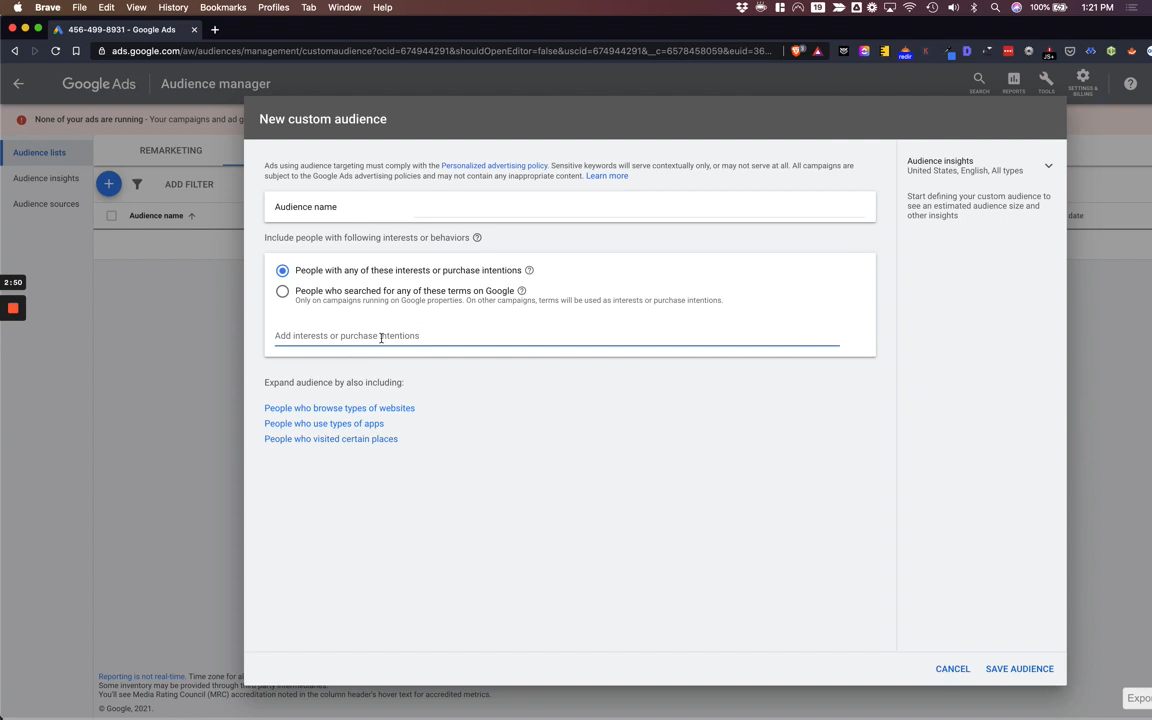 Brave File Edit View History Bookmarks Profiles Tab Window Help
19 100% 1:21 PM
456-499-8931 - Google Ads
ads.google.com/aw/audiences/management/customaudience?ocid=674944291&shouldOpenEditor=false&uscid=674944291&__c=6578458059&euid=36...
Google Ads Audience manager
SEARCH REPORTS TOOLS SETTINGS & BILLING
None of your ads are running - Your campaigns and ad g
New custom audience
Audience lists
Audience insights
Audience sources
REMARKETING
ADD FILTER
Audience name
date
Ads using audience targeting must comply with the Personalized advertising policy. Sensitive keywords will serve contextually only, or may not serve at all. All campaigns are
subject to the Google Ads advertising policies and may not contain any inappropriate content. Learn more
Audience name
Include people with following interests or behaviors
People with any of these interests or purchase intentions
People who searched for any of these terms on Google
Only on campaigns running on Google properties. On other campaigns, terms will be used as interests or purchase intentions.
Add interests or purchase intentions
Expand audience by also including:
People who browse types of websites
People who use types of apps
People who visited certain places
Audience insights
United States, English, All types
Start defining your custom audience to
see an estimated audience size and
other insights
2:50
CANCEL SAVE AUDIENCE
Reporting is not real-time. Time zone for al
Some inventory may be provided through third party intermediaries.
You'll see Media Rating Council (MRC) accreditation noted in the column header's hover text for accredited metrics.
© Google, 2021.
Expo